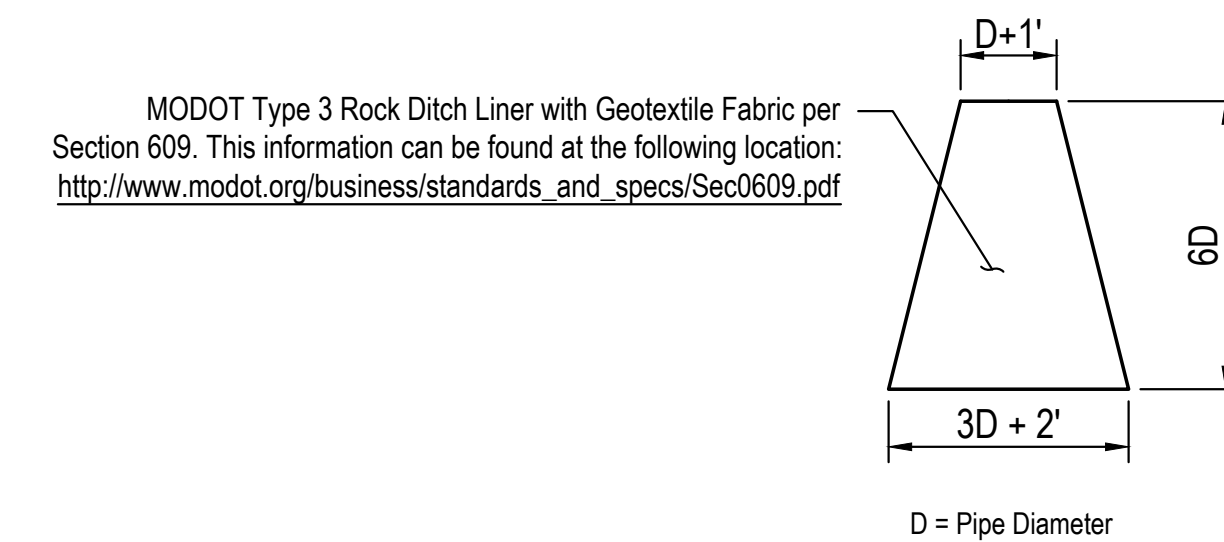 D+1'
MODOT Type 3 Rock Ditch Liner with Geotextile Fabric per
Section 609. This information can be found at the following location:
http://www.modot.org/business/standards_and_specs/Sec0609.pdf
6D
3D + 2'
D = Pipe Diameter